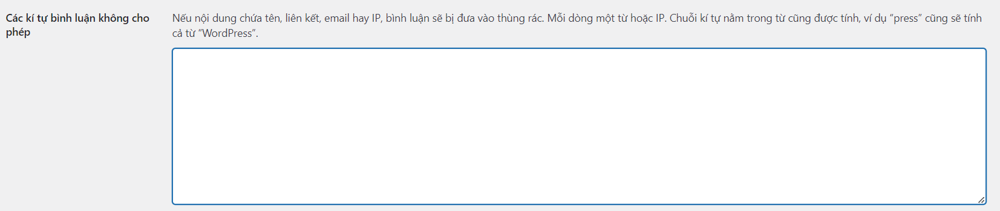 Các kí tự bình luận không cho
phép
Nếu nội dung chứa tên, liên kết, email hay IP, bình luận sẽ bị đưa vào thùng rác. Mỗi dòng một từ hoặc IP. Chuỗi kí tự nằm trong từ cũng được tính, ví dụ “press” cũng sẽ tính
cả từ “WordPress”.